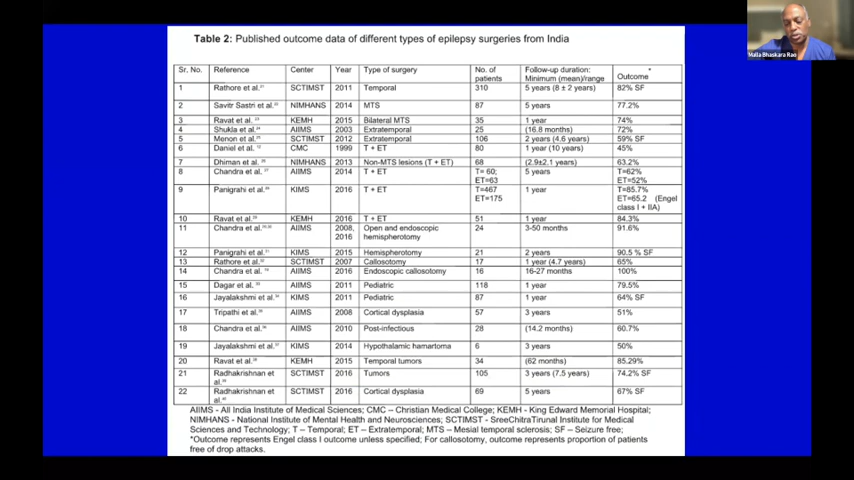 Table 2: Published outcome data of different types of epilepsy surgeries from India
Sr. No. Reference Center Year Type of surgery No. of patients Follow-up duration: Minimum (mean)/range Outcome *
1 Rathore et al. SCTIMST 2011 Temporal 310 5 years (8 ± 2 years) 82% SF
2 Savitr Sastri et al. NIMHANS 2014 MTS 87 5 years 77.2%
3 Ravat et al. KEMH 2015 Bilateral MTS 35 1 year 74%
4 Shukla et al. AIIMS 2003 Extratemporal 25 (16.8 months) 72%
5 Menon et al. SCTIMST 2012 Extratemporal 106 2 years (4.6 years) 59% SF
6 Daniel et al. CMC 1999 T + ET 80 1 year (10 years) 45%
7 Dhiman et al. NIMHANS 2013 Non-MTS lesions (T + ET) 68 (2.9±2.1 years) 63.2%
8 Chandra et al. AIIMS 2014 T + ET T= 60; ET=63 5 years T=62% ET=52%
9 Panigrahi et al. KIMS 2016 T + ET T=467 ET=175 1 year T=85.7% ET=65.2 (Engel class I + IIA)
10 Ravat et al. KEMH 2016 T + ET 51 1 year 84.3%
11 Chandra et al. AIIMS 2008, 2016 Open and endoscopic hemispherotomy 24 3-50 months 91.6%
12 Panigrahi et al. KIMS 2015 Hemispherotomy 21 2 years 90.5 % SF
13 Rathore et al. SCTIMST 2007 Callosotomy 17 1 year (4.7 years) 65%
14 Chandra et al. AIIMS 2016 Endoscopic callosotomy 16 16-27 months 100%
15 Dagar et al. AIIMS 2011 Pediatric 118 1 year 79.5%
16 Jayalakshmi et al. KIMS 2011 Pediatric 87 1 year 64% SF
17 Tripathi et al. AIIMS 2008 Cortical dysplasia 57 3 years 51%
18 Chandra et al. AIIMS 2010 Post-infectious 28 (14.2 months) 60.7%
19 Jayalakshmi et al. KIMS 2014 Hypothalamic hamartoma 6 3 years 50%
20 Ravat et al. KEMH 2015 Temporal tumors 34 (62 months) 85.29%
21 Radhakrishnan et al. SCTIMST 2016 Tumors 105 3 years (7.5 years) 74.2% SF
22 Radhakrishnan et al. SCTIMST 2016 Cortical dysplasia 69 5 years 67% SF
AIIMS - All India Institute of Medical Sciences; CMC – Christian Medical College; KEMH - King Edward Memorial Hospital;
NIMHANS - National Institute of Mental Health and Neurosciences; SCTIMST - SreeChitraTirunal Institute for Medical
Sciences and Technology; T – Temporal; ET – Extratemporal; MTS – Mesial temporal sclerosis; SF – Seizure free;
*Outcome represents Engel class I outcome unless specified; For callosotomy, outcome represents proportion of patients
free of drop attacks.
Malla Bhaskara Rao